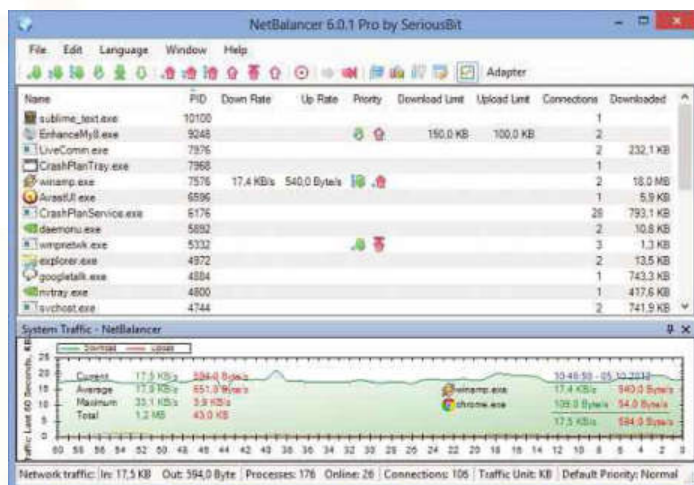 NetBalancer 6.0.1 Pro by SeriousBit
File Edit Language Window Help
Adapter
Name PID Down Rate Up Rate Priority Download Limit Upload Limit Connections Downloaded
sublime_text.exe 10100 1
EnhanceMy8.exe 9248 150,0 KB 100,0 KB 2
LiveComm.exe 7976 2 232,1 KB
CrashPlanTray.exe 7968 1
winamp.exe 7576 17,4 KB/s 540,0 Byte/s 2 18,0 MB
AvastUI.exe 6596 1 5,9 KB
CrashPlanService.exe 6176 28 793,1 KB
daemonu.exe 5892 2 10,8 KB
wmpnetwk.exe 5332 3 1,3 KB
explorer.exe 4972 2 13,5 KB
googletalk.exe 4884 1 743,3 KB
nvtray.exe 4800 1 417,6 KB
svchost.exe 4744 2 741,9 KB
System Traffic - NetBalancer
Download Upload
Traffic Last 60 Seconds, KB
25
20
15
10
5
0
Current 17,5 KB/s 594,0 Byte/s
Average 17,9 KB/s 651,0 Byte/s
Maximum 33,1 KB/s 3,9 KB/s
Total 1,2 MB 43,0 KB
winamp.exe 17,4 KB/s 540,0 Byte/s
chrome.exe 109,0 Byte/s 54,0 Byte/s
17,5 KB/s 594,0 Byte/s
60 58 56 54 52 50 48 46 44 42 40 38 36 34 32 30 28 26 24 22 20 18 16 14 12 10 8 6 4 2 0
Network traffic: In: 17,5 KB Out: 594,0 Byte Processes: 176 Online: 26 Connections: 106 Traffic Unit: KB Default Priority: Normal